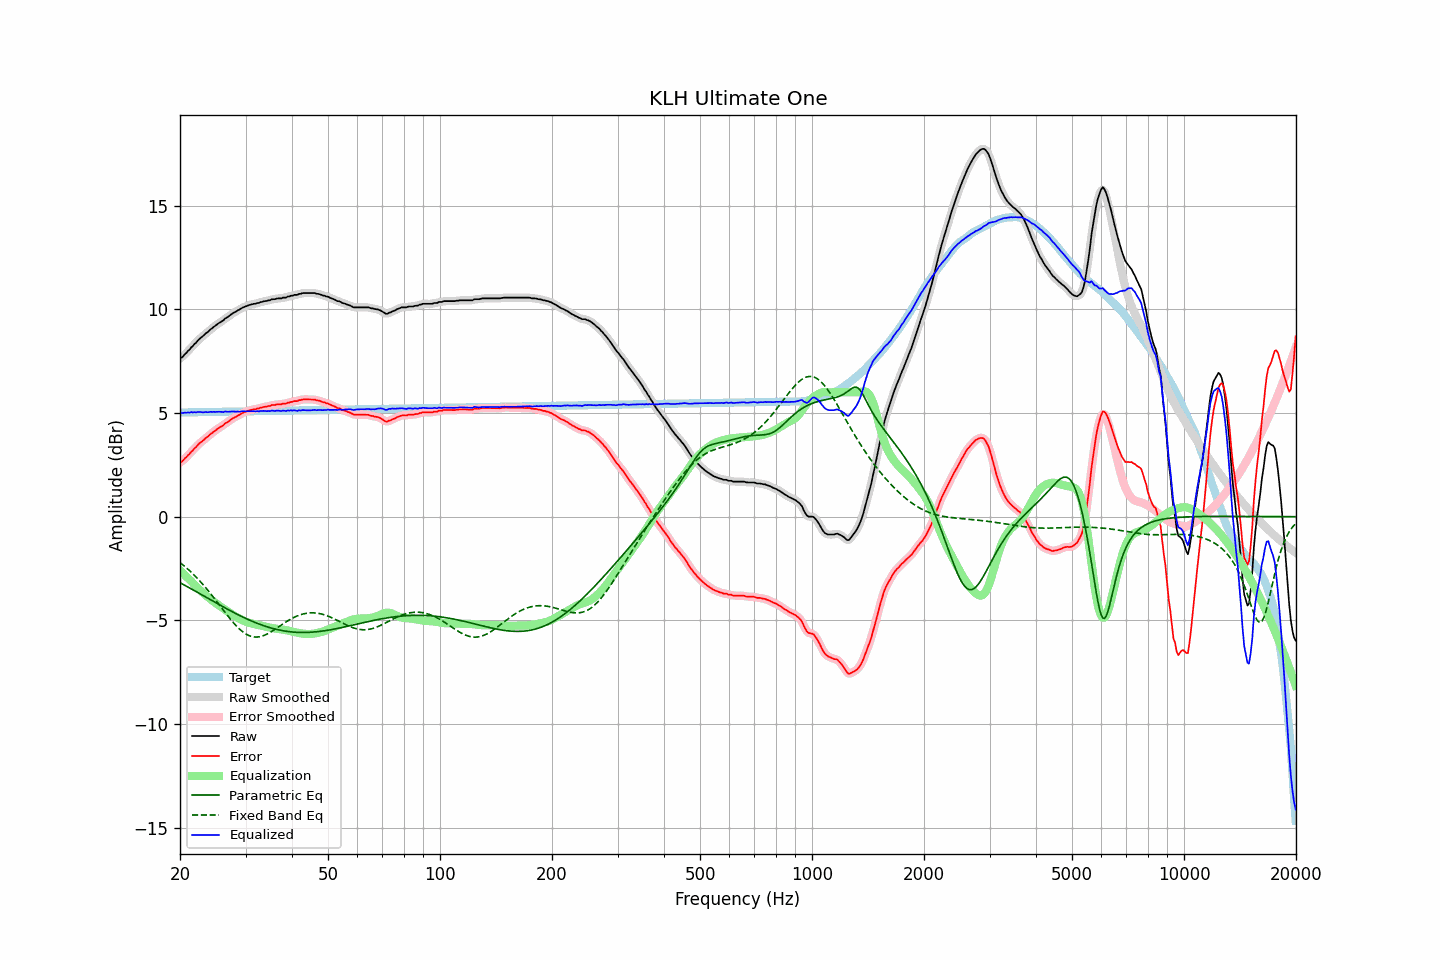 KLH Ultimate One
Amplitude (dBr)
15
10
5
0
−5
−10
−15
Target
Raw Smoothed
Error Smoothed
Raw
Error
Equalization
Parametric Eq
Fixed Band Eq
Equalized
20 50 100 200 500 1000 2000 5000 10000 20000
Frequency (Hz)